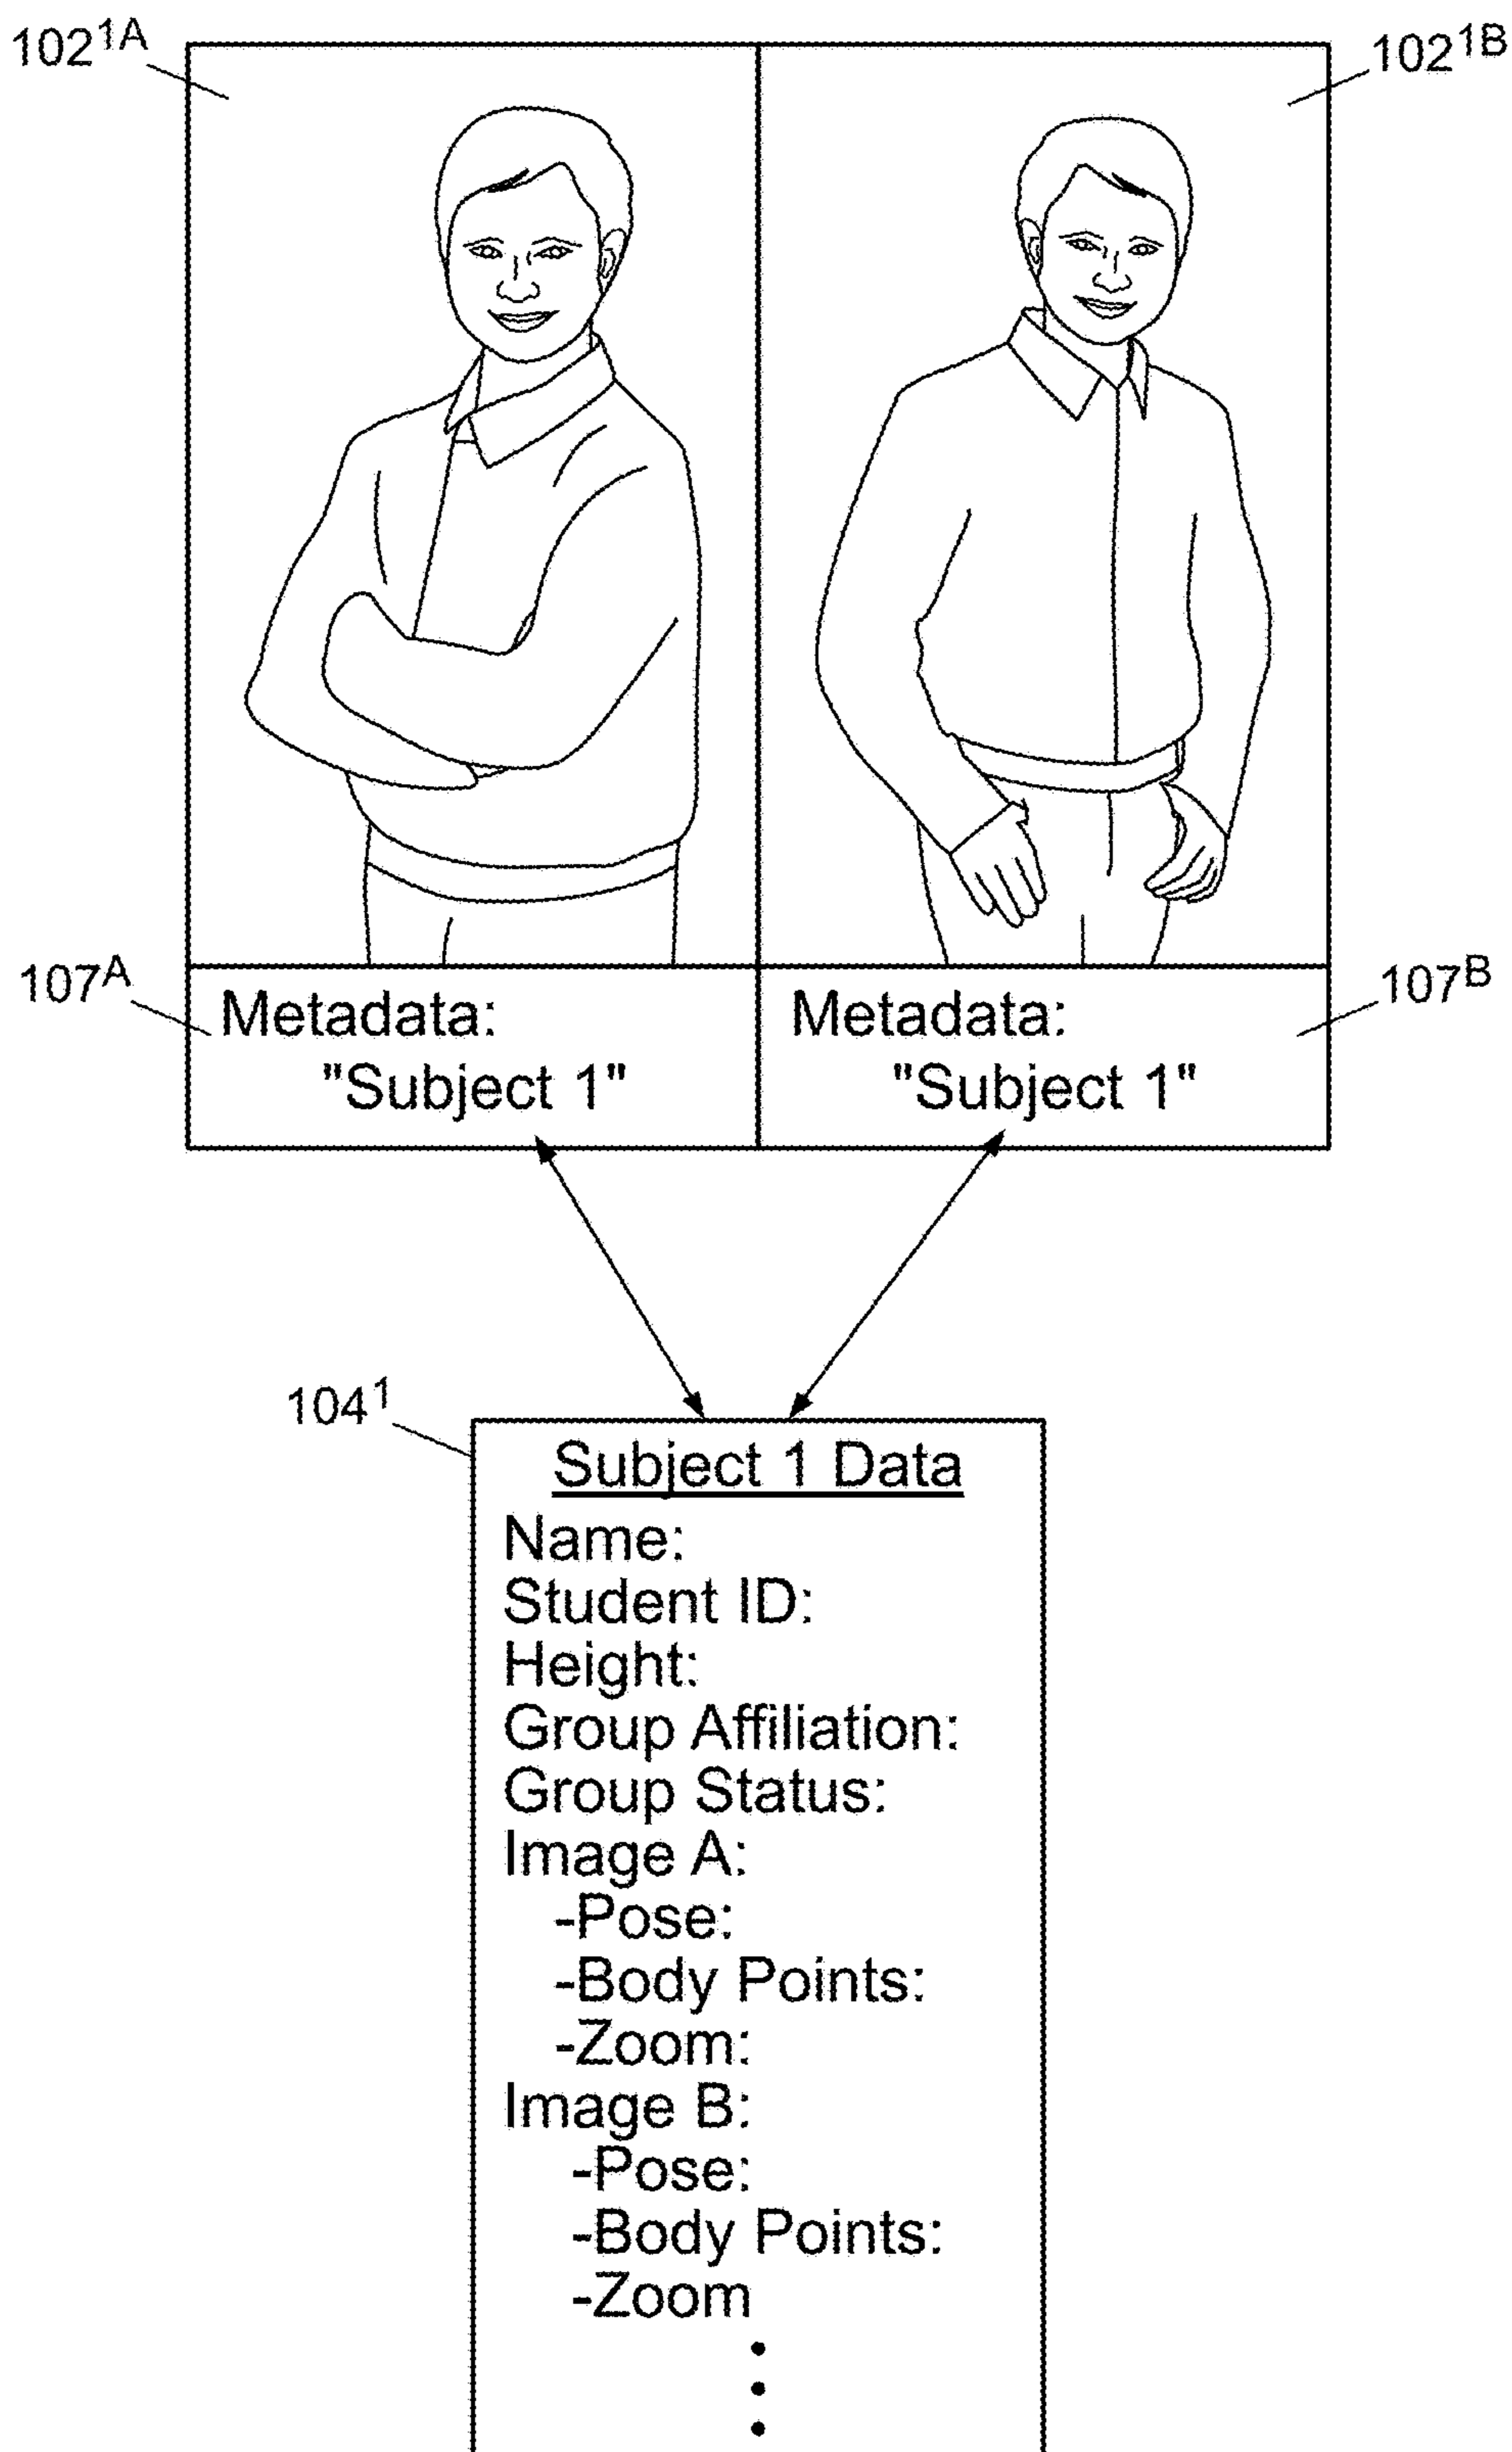 102^1A
102^1B
107^A
Metadata:
"Subject 1"
Metadata:
"Subject 1"
107^B
104^1
Subject 1 Data
Name:
Student ID:
Height:
Group Affiliation:
Group Status:
Image A:
-Pose:
-Body Points:
-Zoom:
Image B:
-Pose:
-Body Points:
-Zoom